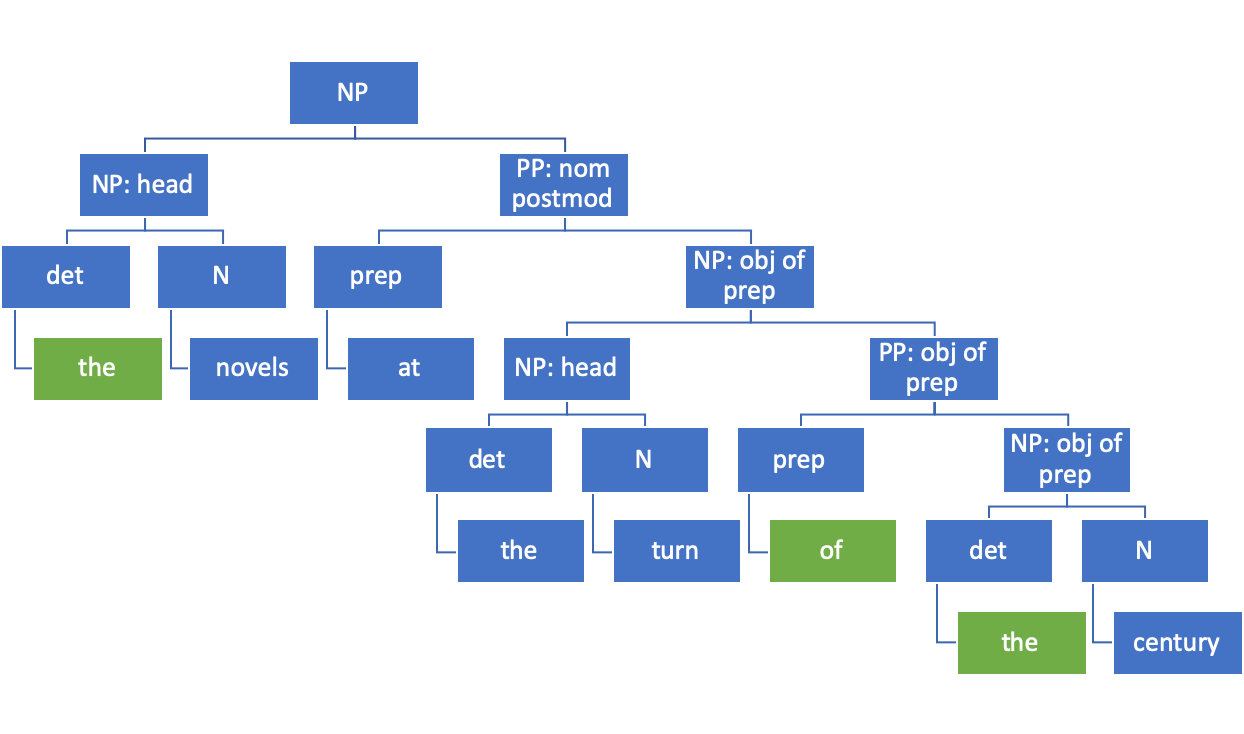 NP
NP: head
PP: nom
postmod
det
N
prep
NP: obj of
prep
the
novels
at
NP: head
PP: obj of
prep
det
N
prep
NP: obj of
prep
the
turn
of
det
N
the
century